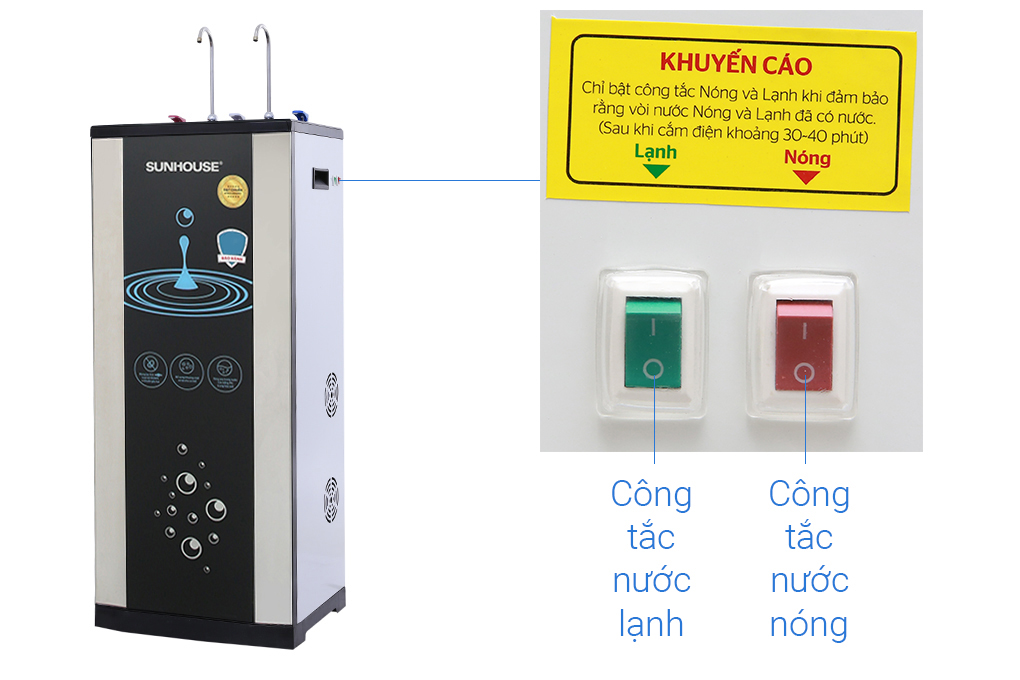 SUNHOUSE®
KHUYẾN CÁO
Chỉ bật công tắc Nóng và Lạnh khi đảm bảo
rằng vòi nước Nóng và Lạnh đã có nước.
(Sau khi cắm điện khoảng 30-40 phút)
Lạnh
Nóng
Công
tắc
nước
lạnh
Công
tắc
nước
nóng